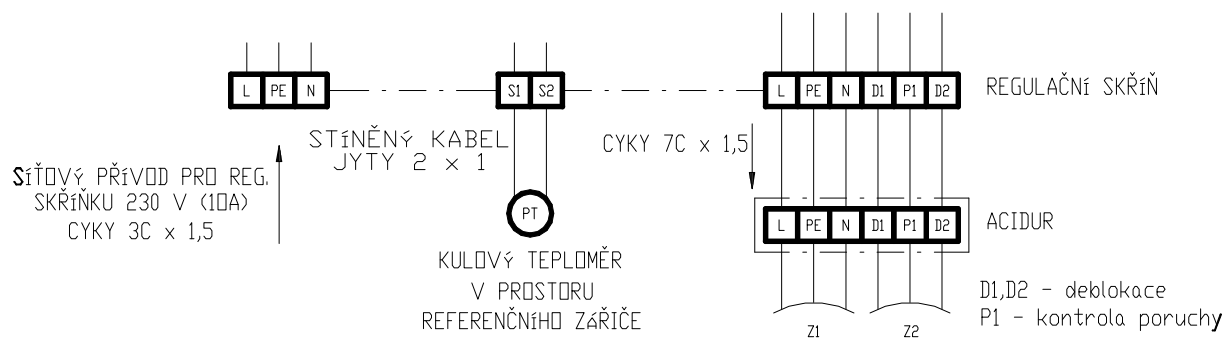 L PE N
S1 S2
L PE N D1 P1 D2
REGULAČNÍ SKŘÍŇ
STÍNĚNÝ KABEL
JYTY 2 x 1
CYKY 7C x 1,5
SÍŤOVÝ PŘÍVOD PRO REG.
SKŘÍŇKU 230 V (10A)
CYKY 3C x 1,5
PT
KULOVÝ TEPLOMĚR
V PROSTORU
REFERENČNÍHO ZÁŘIČE
L PE N D1 P1 D2
ACIDUR
Z1
Z2
D1,D2 - deblokace
P1 - kontrola poruchy